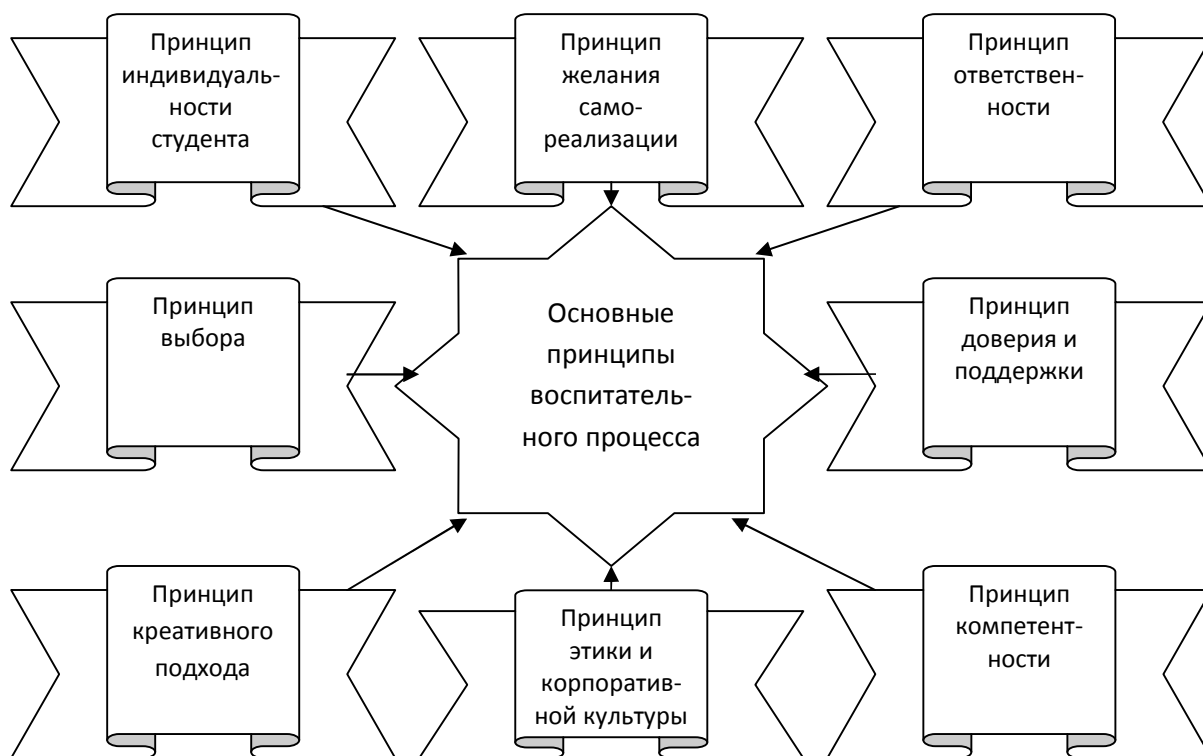 Принцип
индивидуаль-
ности
студента
Принцип
желания
само-
реализации
Принцип
ответствен-
ности
Принцип
выбора
Основные
принципы
воспитатель-
ного процесса
Принцип
доверия и
поддержки
Принцип
креативного
подхода
Принцип
этики и
корпоратив-
ной культуры
Принцип
компетент-
ности